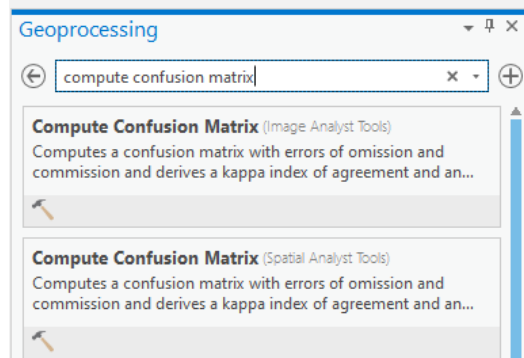 Geoprocessing
compute confusion matrix
Compute Confusion Matrix (Image Analyst Tools)
Computes a confusion matrix with errors of omission and
commission and derives a kappa index of agreement and an...
Compute Confusion Matrix (Spatial Analyst Tools)
Computes a confusion matrix with errors of omission and
commission and derives a kappa index of agreement and an...